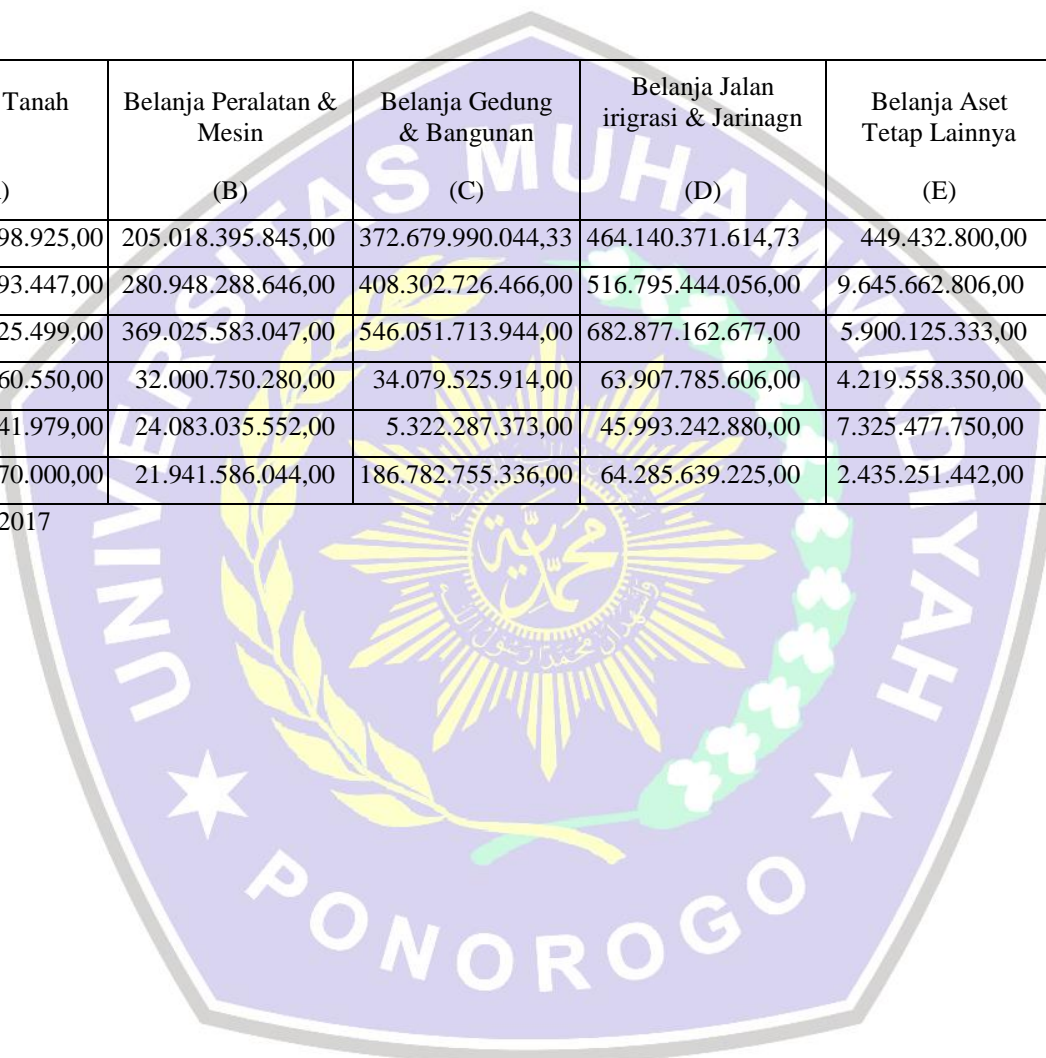 Tanah Belanja Peralatan & Belanja Gedung Belanja Jalan Belanja Aset
Mesin & Bangunan irigrasi & Jarinagn Tetap Lainnya
) (B) (C) (D) (E)
98.925,00 205.018.395.845,00 372.679.990.044,33 464.140.371.614,73 449.432.800,00
93.447,00 280.948.288.646,00 408.302.726.466,00 516.795.444.056,00 9.645.662.806,00
25.499,00 369.025.583.047,00 546.051.713.944,00 682.877.162.677,00 5.900.125.333,00
60.550,00 32.000.750.280,00 34.079.525.914,00 63.907.785.606,00 4.219.558.350,00
41.979,00 24.083.035.552,00 5.322.287.373,00 45.993.242.880,00 7.325.477.750,00
70.000,00 21.941.586.044,00 186.782.755.336,00 64.285.639.225,00 2.435.251.442,00
2017
UNIVERSITAS MUHAMMADIYAH
PONOROGO